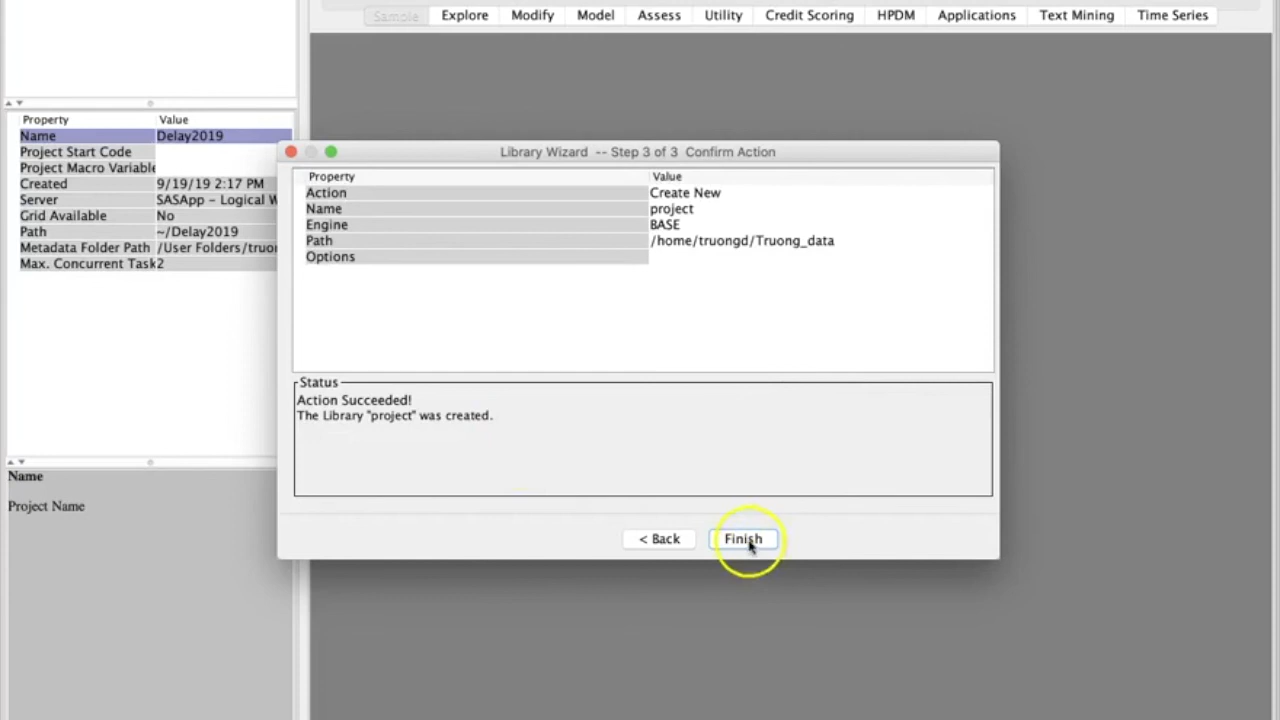 Sample Explore Modify Model Assess Utility Credit Scoring HPDM Applications Text Mining Time Series
Property Value
Name Delay2019
Project Start Code
Project Macro Variable
Created 9/19/19 2:17 PM
Server SASApp - Logical W
Grid Available No
Path ~/Delay2019
Metadata Folder Path /User Folders/truon
Max. Concurrent Task 2
Name
Project Name
Library Wizard -- Step 3 of 3 Confirm Action
Property Value
Action Create New
Name project
Engine BASE
Path /home/truongd/Truong_data
Options
Status
Action Succeeded!
The Library "project" was created.
< Back Finish